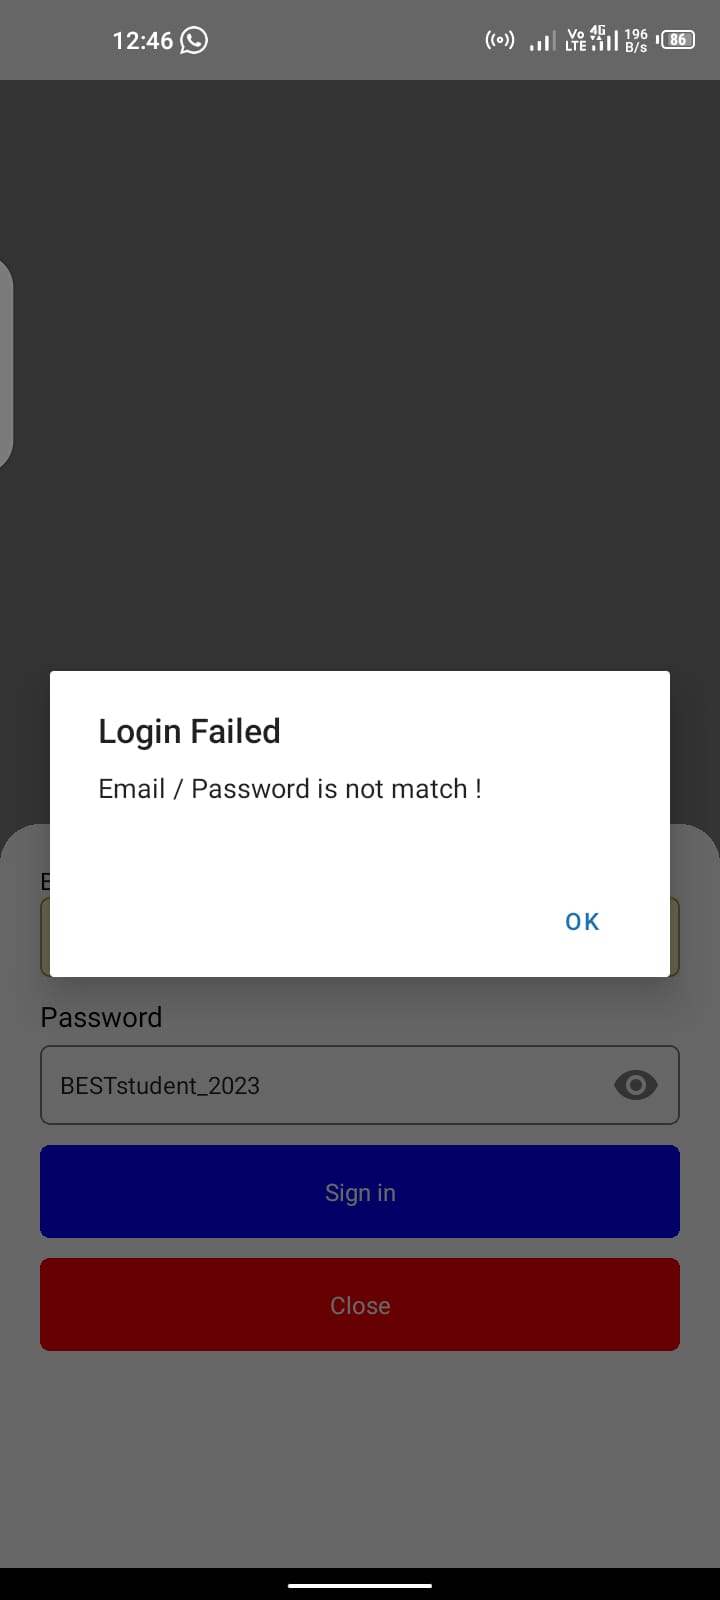 12:46
Vo
LTE
4G
196
B/s
86
Login Failed
Email / Password is not match !
OK
Password
BESTstudent_2023
Sign in
Close